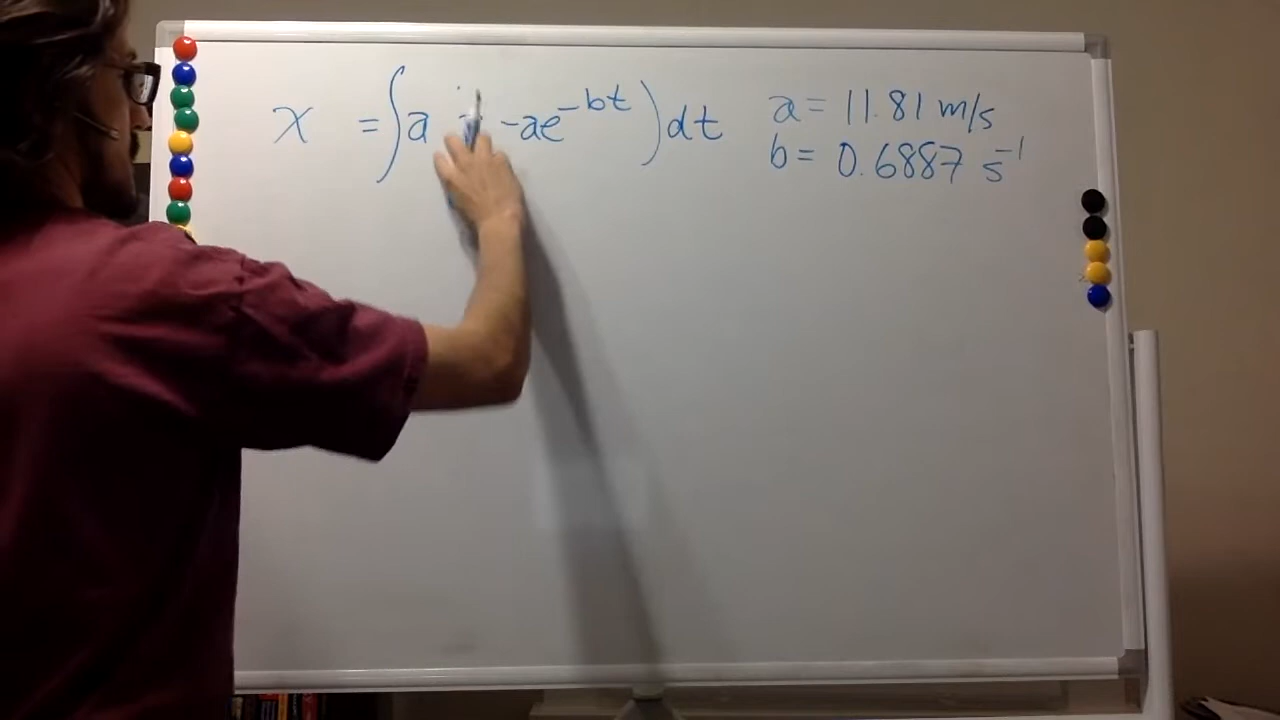 x = ∫a -ae^{-bt})dt
a = 11.81 m/s
b = 0.6887 s^{-1}